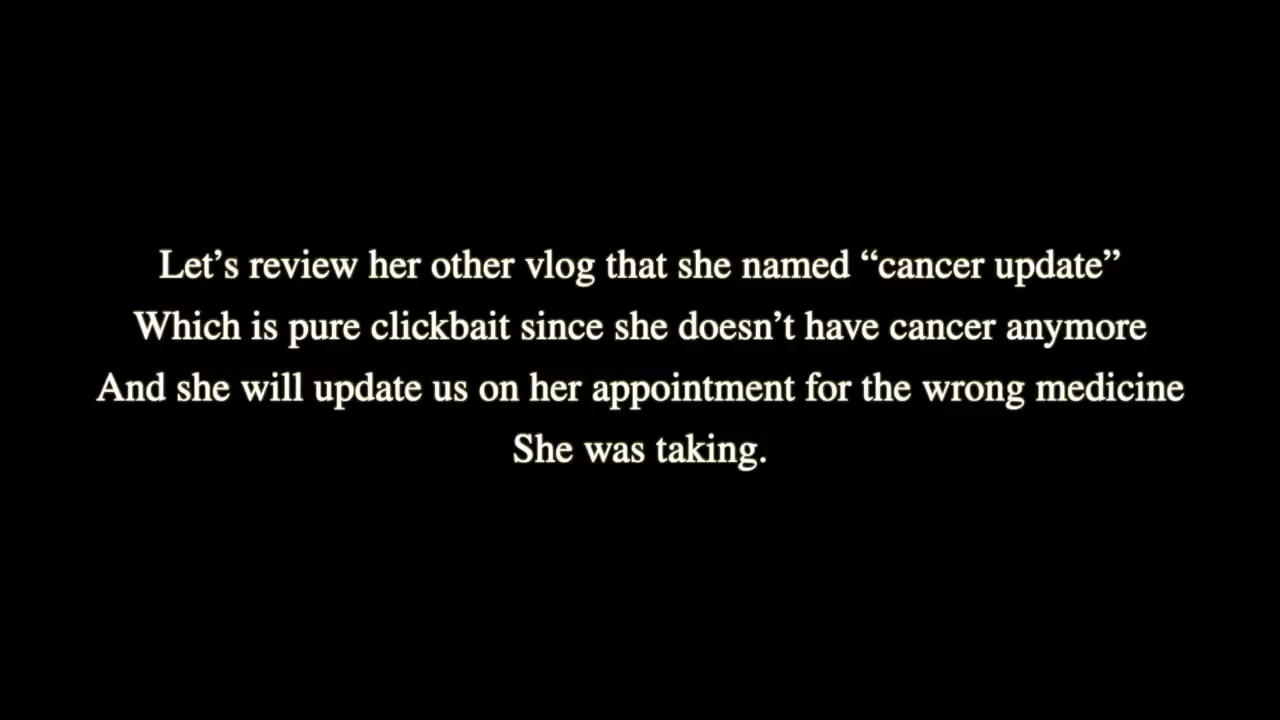 Let’s review her other vlog that she named “cancer update”
Which is pure clickbait since she doesn’t have cancer anymore
And she will update us on her appointment for the wrong medicine
She was taking.